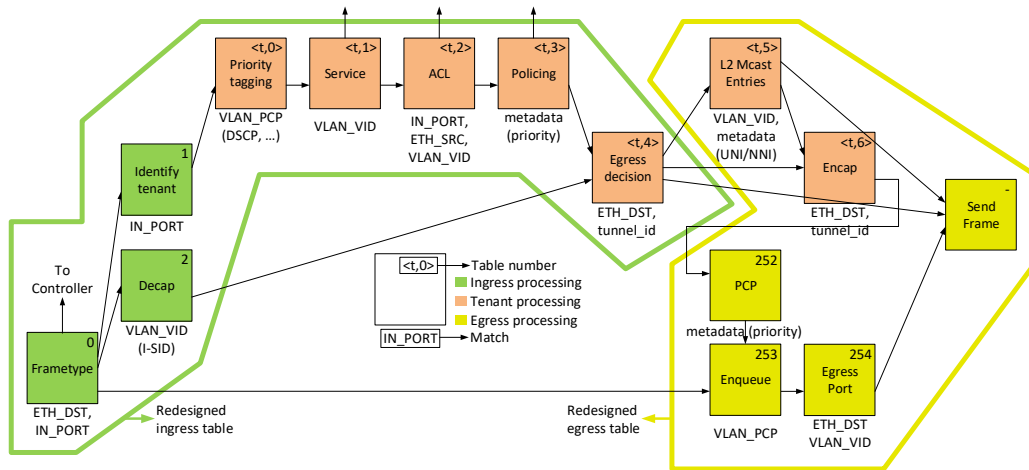 <t,0>
Priority
tagging
VLAN_PCP
(DSCP, ...)
<t,1>
Service
VLAN_VID
<t,2>
ACL
IN_PORT,
ETH_SRC,
VLAN_VID
<t,3>
Policing
metadata
(priority)
<t,5>
L2 Mcast
Entries
VLAN_VID,
metadata
(UNI/NNI)
1
Identify
tenant
IN_PORT
<t,4>
Egress
decision
ETH_DST,
tunnel_id
<t,6>
Encap
ETH_DST,
tunnel_id
-
Send
Frame
To
Controller
2
Decap
VLAN_VID
(I-SID)
<t,0>
Table number
Ingress processing
Tenant processing
Egress processing
IN_PORT
Match
252
PCP
metadata (priority)
0
Frametype
ETH_DST,
IN_PORT
253
Enqueue
VLAN_PCP
254
Egress
Port
ETH_DST
VLAN_VID
Redesigned
ingress table
Redesigned
egress table